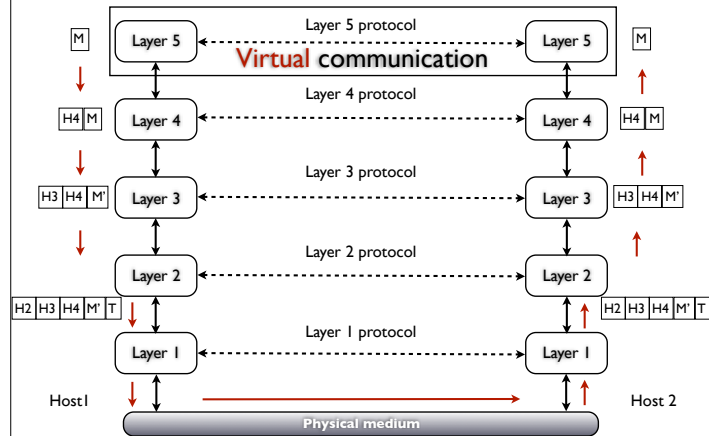 Layer 5 protocol
M Layer 5 Layer 5 M
Virtual communication
Layer 4 protocol
H4 M Layer 4 Layer 4 H4 M
Layer 3 protocol
H3 H4 M' Layer 3 Layer 3 H3 H4 M'
Layer 2 protocol
Layer 2 Layer 2
H2 H3 H4 M' T H2 H3 H4 M' T
Layer 1 protocol
Layer 1 Layer 1
Host1 Host 2
Physical medium